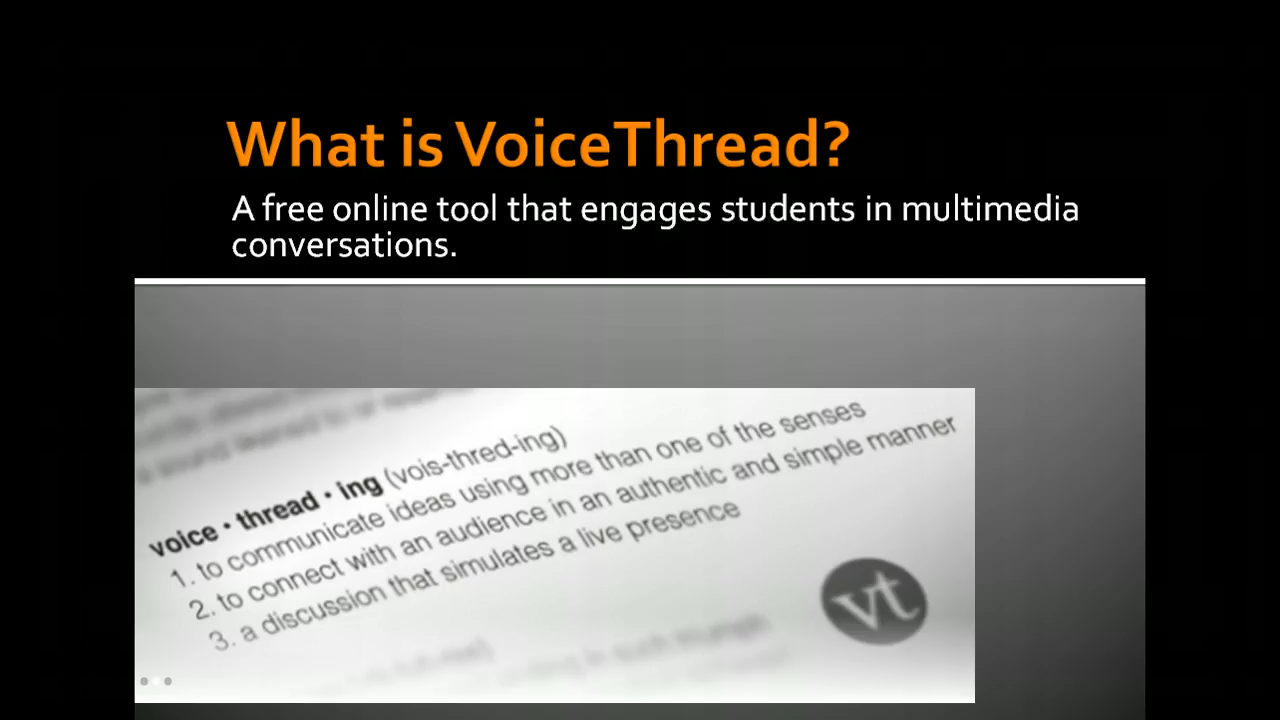 What is VoiceThread?
A free online tool that engages students in multimedia
conversations.
voice • thread • ing (vois-thred-ing)
1. to communicate ideas using more than one of the senses
2. to connect with an audience in an authentic and simple manner
3. a discussion that simulates a live presence
vt